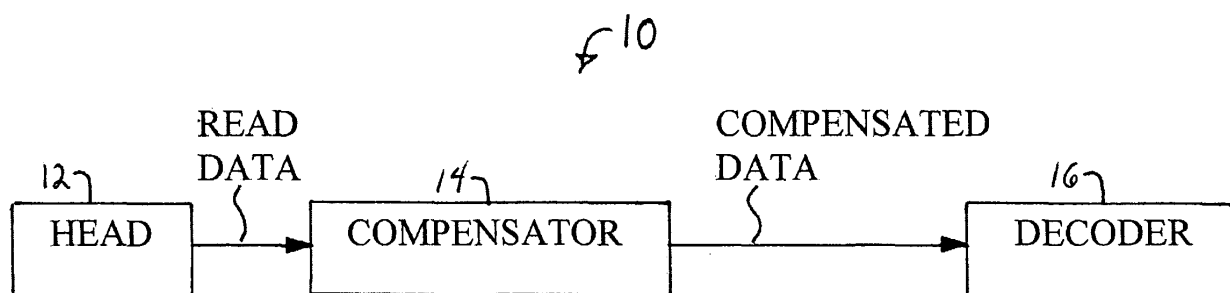 10
READ
DATA
COMPENSATED
DATA
12
14
16
HEAD
COMPENSATOR
DECODER